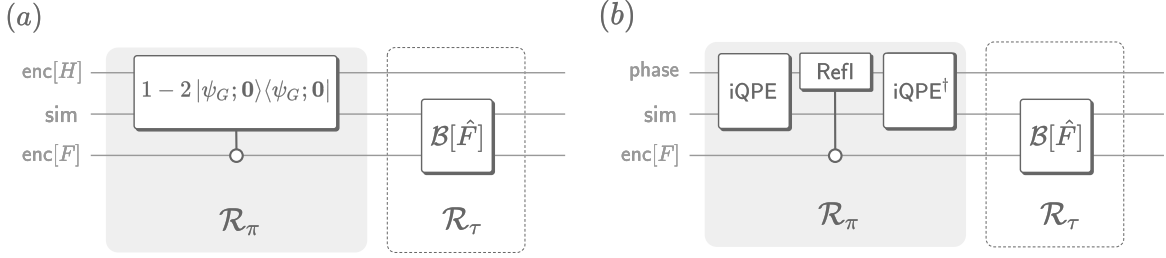 (a)
enc[H]
sim
enc[F]
1 − 2 |ψ_G; 𝟎⟩⟨ψ_G; 𝟎|
ℬ[F̂]
ℛ_π
ℛ_τ
(b)
phase
sim
enc[F]
iQPE
Refl
iQPE†
ℬ[F̂]
ℛ_π
ℛ_τ